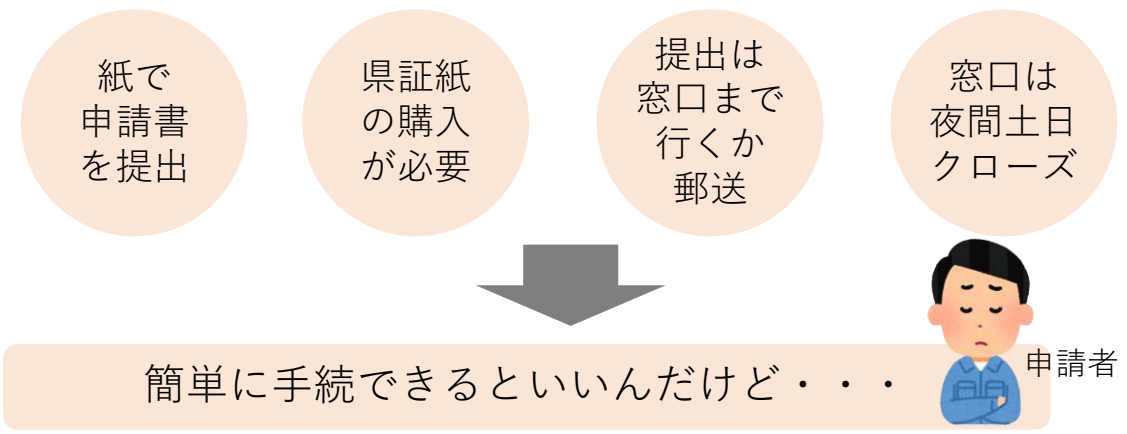 紙で
申請書
を提出
県証紙
の購入
が必要
提出は
窓口まで
行くか
郵送
窓口は
夜間土日
クローズ
簡単に手続できるといいんだけど・・・
申請者